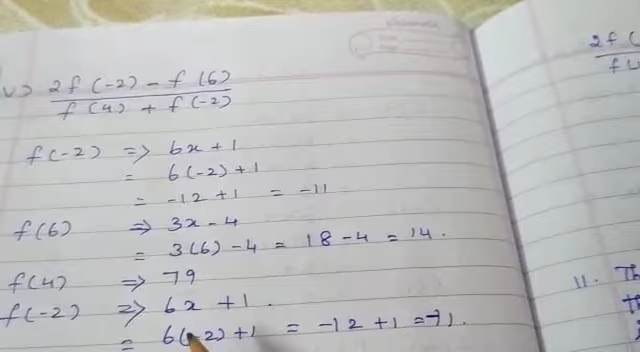 v) 2f(-2) - f(6)
f(4) + f(-2)
f(-2) => 6x + 1
= 6(-2) + 1
= -12 + 1 = -11
f(6) => 3x - 4
= 3(6) - 4 = 18 - 4 = 14.
f(4) => 79
f(-2) => 6x + 1.
= 6(-2) + 1 = -12 + 1 = -11.
2f(
f(
11. Th